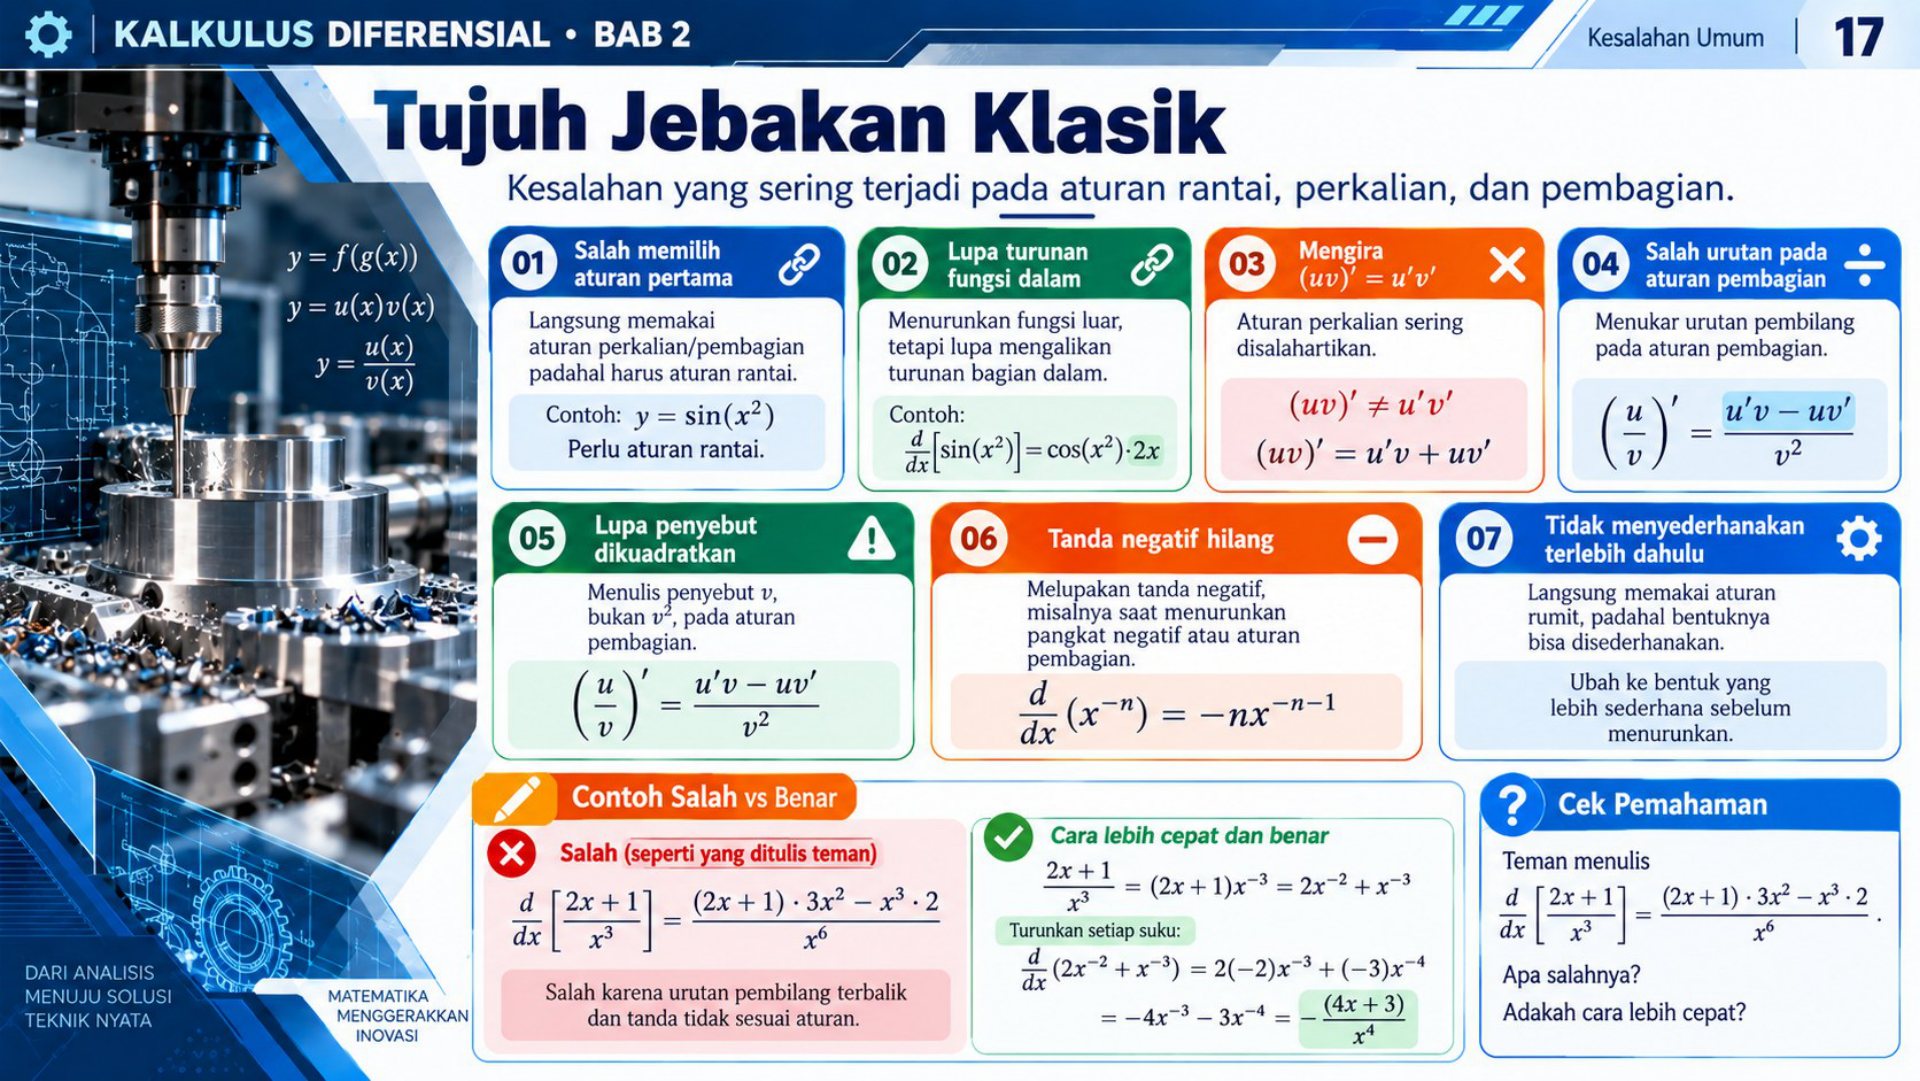 KALKULUS DIFERENSIAL • BAB 2
Kesalahan Umum
17
Tujuh Jebakan Klasik
Kesalahan yang sering terjadi pada aturan rantai, perkalian, dan pembagian.
y = f(g(x))
y = u(x)v(x)
y = u(x)/v(x)
01 Salah memilih
aturan pertama
Langsung memakai
aturan perkalian/pembagian
padahal harus aturan rantai.
Contoh: y = sin(x²)
Perlu aturan rantai.
02 Lupa turunan
fungsi dalam
Menurunkan fungsi luar,
tetapi lupa mengalikan
turunan bagian dalam.
Contoh:
d/dx[sin(x²)] = cos(x²)·2x
03 Mengira
(uv)′ = u′v′
Aturan perkalian sering
disalahartikan.
(uv)′ ≠ u′v′
(uv)′ = u′v + uv′
04 Salah urutan pada
aturan pembagian
÷
Menukar urutan pembilang
pada aturan pembagian.
(u/v)′ = (u′v − uv′)/v²
05 Lupa penyebut
dikuadratkan
Menulis penyebut v,
bukan v², pada aturan
pembagian.
(u/v)′ = (u′v − uv′)/v²
06 Tanda negatif hilang
Melupakan tanda negatif,
misalnya saat menurunkan
pangkat negatif atau aturan
pembagian.
d/dx (x⁻ⁿ) = −nx⁻ⁿ⁻¹
07 Tidak menyederhanakan
terlebih dahulu
Langsung memakai aturan
rumit, padahal bentuknya
bisa disederhanakan.
Ubah ke bentuk yang
lebih sederhana sebelum
menurunkan.
Contoh Salah vs Benar
Salah (seperti yang ditulis teman)
d/dx [(2x + 1)/x³] = ((2x + 1) · 3x² − x³ · 2)/x⁶
Salah karena urutan pembilang terbalik
dan tanda tidak sesuai aturan.
Cara lebih cepat dan benar
(2x + 1)/x³ = (2x + 1)x⁻³ = 2x⁻² + x⁻³
Turunkan setiap suku:
d/dx (2x⁻² + x⁻³) = 2(−2)x⁻³ + (−3)x⁻⁴
= −4x⁻³ − 3x⁻⁴ = −(4x + 3)/x⁴
? Cek Pemahaman
Teman menulis
d/dx [(2x + 1)/x³] = ((2x + 1) · 3x² − x³ · 2)/x⁶ .
Apa salahnya?
Adakah cara lebih cepat?
DARI ANALISIS
MENUJU SOLUSI
TEKNIK NYATA
MATEMATIKA
MENGGERAKKAN
INOVASI